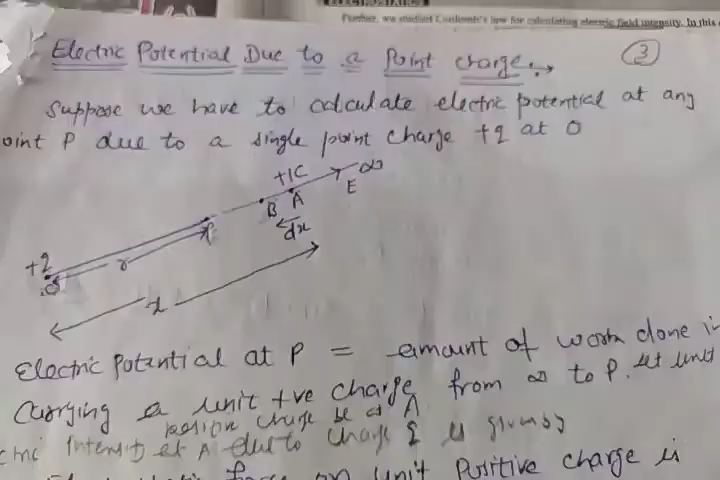 Further, we studied Coulomb's law for calculating electric field intensity. In this
Electric Potential Due to a Point charge.
3
Suppose we have to calculate electric potential at any
oint P due to a single point charge +q at O
+1C
∞
E
B
A
dx
P
+q
O
r
x
Electric Potential at P = amount of work done in
Carrying a unit +ve charge from ∞ to P. Let unit
positive charge be at A
Intensity at A due to charge q is given by
force on unit Positive charge is